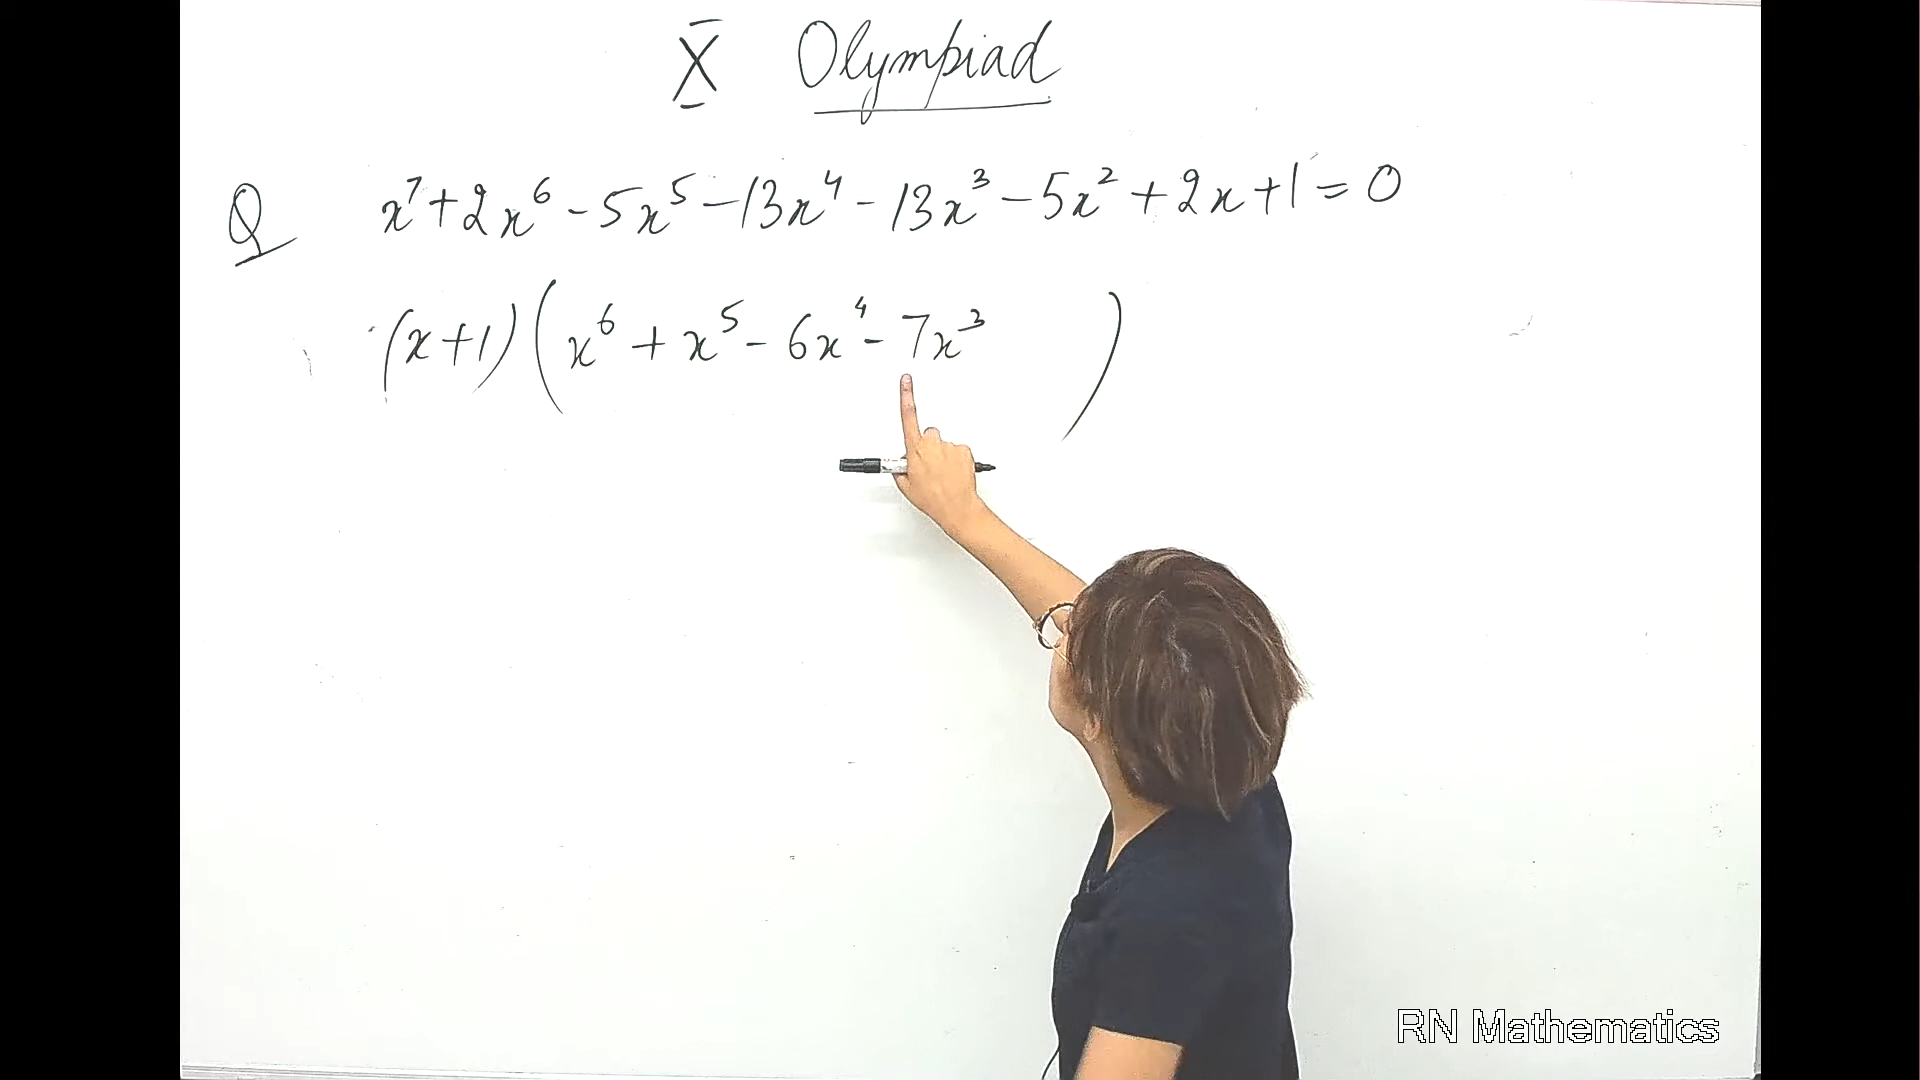 X Olympiad
Q x⁷+2x⁶-5x⁵-13x⁴-13x³-5x²+2x+1=0
(x+1)(x⁶+x⁵-6x⁴-7x³ )
RN Mathematics